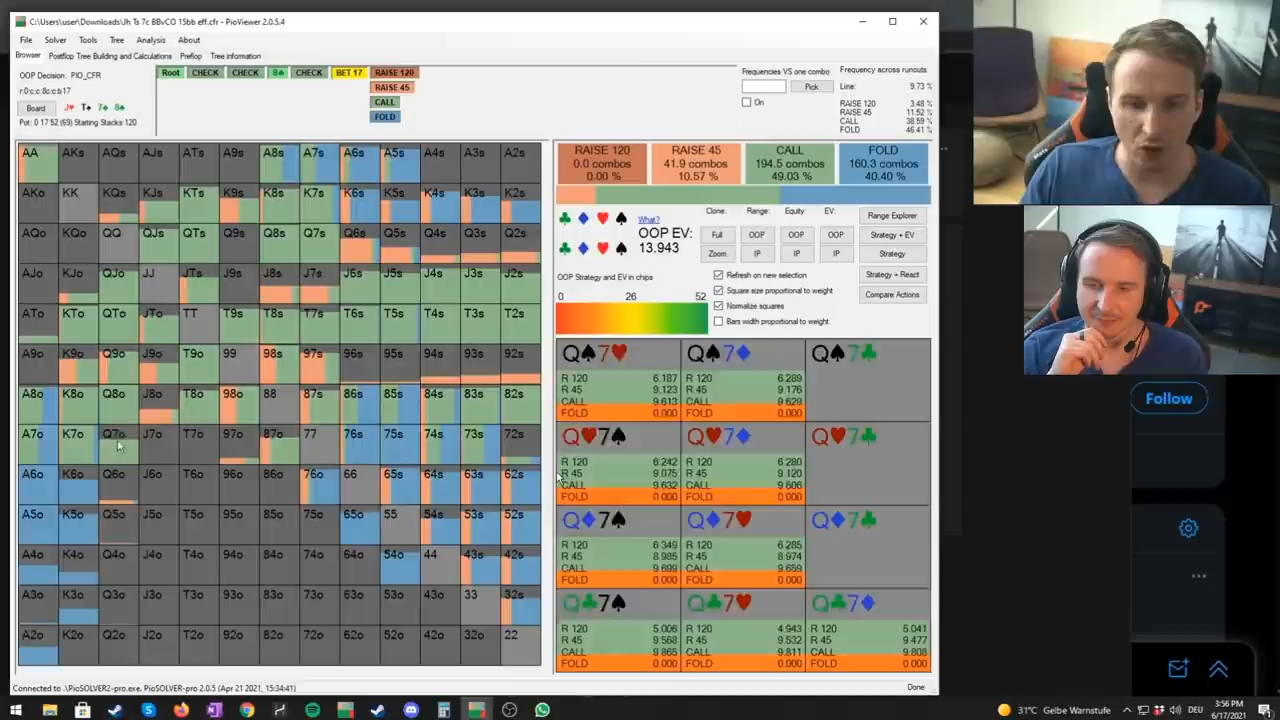 C:\Users\user\Downloads\Jh Ts 7c BBvCO 15bb eff.cfr - PioViewer 2.0.5.4
File Solver Tools Tree Analysis About
Browser Postflop Tree Building and Calculations Preflop Tree information
OOP Decision: PIO_CFR
r:0:c:c:8c:c:b17
Board J♥ T♠ 7♣ 8♣
Pot: 0 17 52 (69) Starting Stacks:120
Root CHECK CHECK 8♣ CHECK BET 17 RAISE 120
RAISE 45
CALL
FOLD
Frequencies VS one combo
Pick
On
Frequency across runouts:
Line: 9.73 %
RAISE 120 3.48 %
RAISE 45 11.52 %
CALL 38.59 %
FOLD 46.41 %
AA AKs AQs AJs ATs A9s A8s A7s A6s A5s A4s A3s A2s
AKo KK KQs KJs KTs K9s K8s K7s K6s K5s K4s K3s K2s
AQo KQo QQ QJs QTs Q9s Q8s Q7s Q6s Q5s Q4s Q3s Q2s
AJo KJo QJo JJ JTs J9s J8s J7s J6s J5s J4s J3s J2s
ATo KTo QTo JTo TT T9s T8s T7s T6s T5s T4s T3s T2s
A9o K9o Q9o J9o T9o 99 98s 97s 96s 95s 94s 93s 92s
A8o K8o Q8o J8o T8o 98o 88 87s 86s 85s 84s 83s 82s
A7o K7o Q7o J7o T7o 97o 87o 77 76s 75s 74s 73s 72s
A6o K6o Q6o J6o T6o 96o 86o 76o 66 65s 64s 63s 62s
A5o K5o Q5o J5o T5o 95o 85o 75o 65o 55 54s 53s 52s
A4o K4o Q4o J4o T4o 94o 84o 74o 64o 54o 44 43s 42s
A3o K3o Q3o J3o T3o 93o 83o 73o 63o 53o 43o 33 32s
A2o K2o Q2o J2o T2o 92o 82o 72o 62o 52o 42o 32o 22
RAISE 120 RAISE 45 CALL FOLD
0.0 combos 41.9 combos 194.5 combos 160.3 combos
0.00 % 10.57 % 49.03 % 40.40 %
What?
OOP EV:
13.943
Clone: Range: Equity: EV:
Full OOP OOP OOP
Zoom IP IP IP
Range Explorer
Strategy + EV
Strategy
Strategy + React
Compare Actions
OOP Strategy and EV in chips
0 26 52
Refresh on new selection
Square size proportional to weight
Normalize squares
Bars width proportional to weight
Q♠7♥ Q♠7♦ Q♠7♣
R 120 6.187 R 120 6.289
R 45 9.123 R 45 9.176
CALL 9.613 CALL 9.629
FOLD 0.000 FOLD 0.000
Q♥7♠ Q♥7♦ Q♥7♣
R 120 6.242 R 120 6.280
R 45 9.075 R 45 9.120
CALL 9.632 CALL 9.606
FOLD 0.000 FOLD 0.000
Q♦7♠ Q♦7♥ Q♦7♣
R 120 6.349 R 120 6.285
R 45 8.985 R 45 8.974
CALL 9.699 CALL 9.659
FOLD 0.000 FOLD 0.000
Q♣7♠ Q♣7♥ Q♣7♦
R 120 5.006 R 120 4.943 R 120 5.041
R 45 9.568 R 45 9.532 R 45 9.477
CALL 9.865 CALL 9.811 CALL 9.808
FOLD 0.000 FOLD 0.000 FOLD 0.000
Connected to .\PioSOLVER2-pro.exe, PioSOLVER-pro 2.0.5 (Apr 21 2021, 15:34:41)
Done
Follow
31°C Gelbe Warnstufe
DEU
3:56 PM
6/17/2021